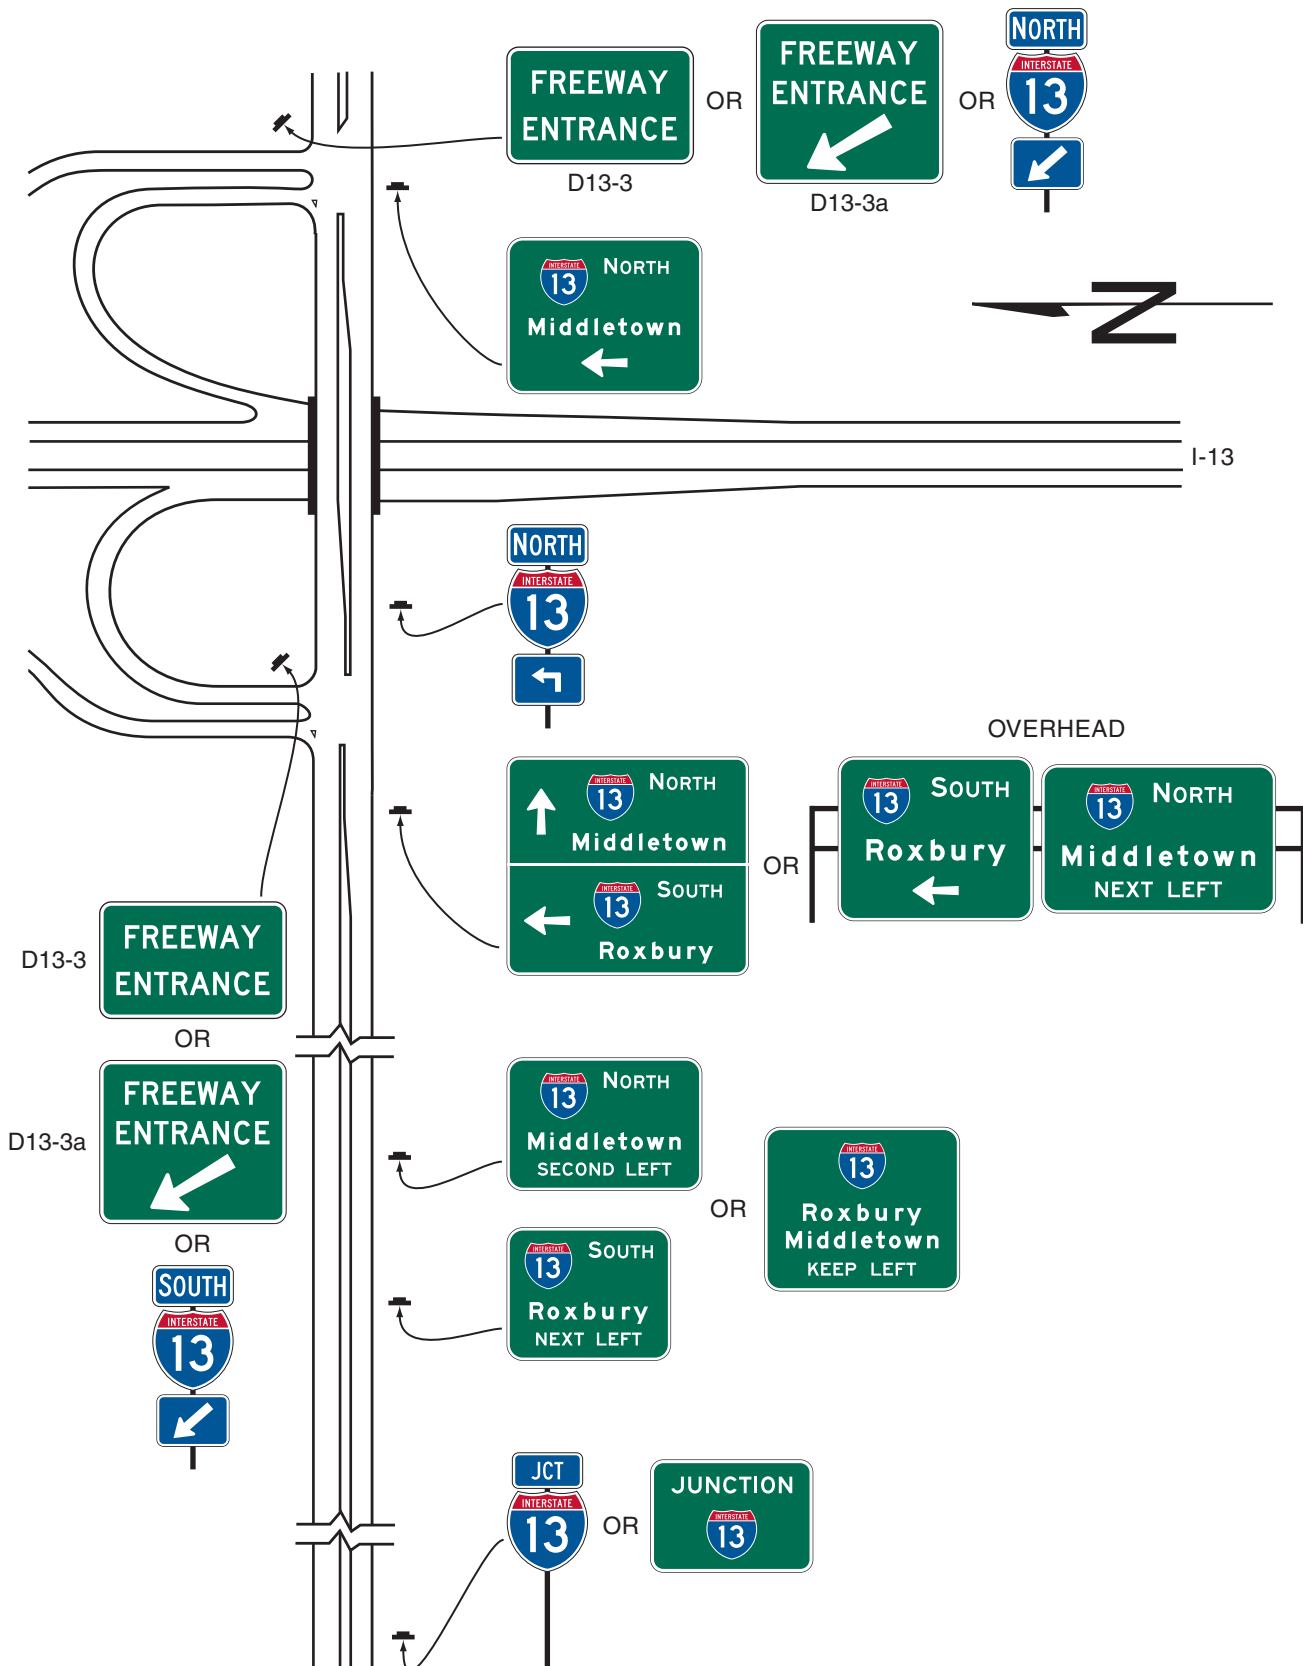 FREEWAY
ENTRANCE
D13-3
OR
FREEWAY
ENTRANCE
D13-3a
OR
NORTH
INTERSTATE
13
INTERSTATE
13
NORTH
Middletown
N
I-13
NORTH
INTERSTATE
13
OVERHEAD
INTERSTATE
13
NORTH
Middletown
INTERSTATE
13
SOUTH
Roxbury
OR
INTERSTATE
13
SOUTH
Roxbury
INTERSTATE
13
NORTH
Middletown
NEXT LEFT
D13-3
FREEWAY
ENTRANCE
OR
D13-3a
FREEWAY
ENTRANCE
OR
SOUTH
INTERSTATE
13
INTERSTATE
13
NORTH
Middletown
SECOND LEFT
INTERSTATE
13
SOUTH
Roxbury
NEXT LEFT
OR
INTERSTATE
13
Roxbury
Middletown
KEEP LEFT
JCT
INTERSTATE
13
OR
JUNCTION
INTERSTATE
13